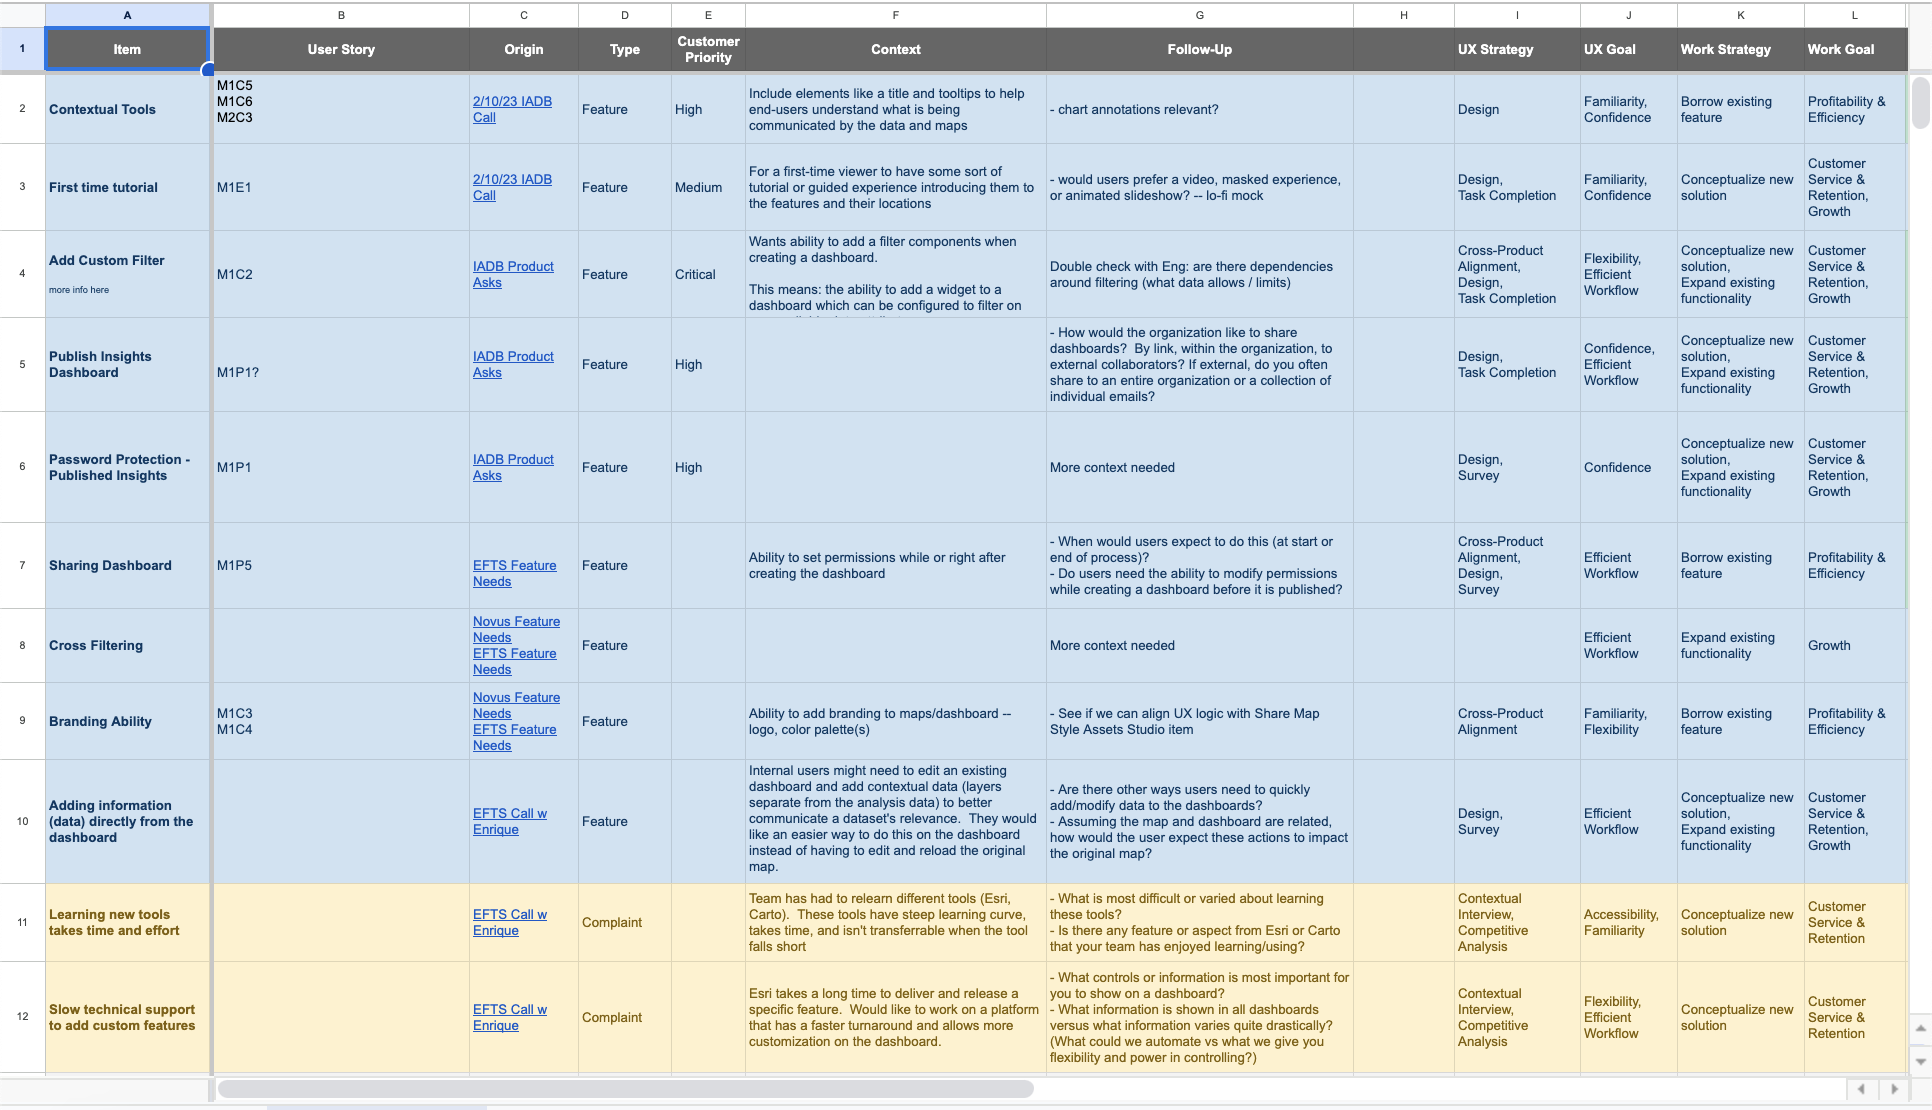 A B C D E F G H I J K L
1 Item User Story Origin Type Customer Priority Context Follow-Up UX Strategy UX Goal Work Strategy Work Goal
2
Contextual Tools
M1C5
M1C6
M2C3
2/10/23 IADB
Call
Feature
High
Include elements like a title and tooltips to help
end-users understand what is being
communicated by the data and maps
- chart annotations relevant?
Design
Familiarity,
Confidence
Borrow existing
feature
Profitability &
Efficiency
3
First time tutorial
M1E1
2/10/23 IADB
Call
Feature
Medium
For a first-time viewer to have some sort of
tutorial or guided experience introducing them to
the features and their locations
- would users prefer a video, masked experience,
or animated slideshow? -- lo-fi mock
Design,
Task Completion
Familiarity,
Confidence
Conceptualize new
solution
Customer
Service &
Retention,
Growth
4
Add Custom Filter
more info here
M1C2
IADB Product
Asks
Feature
Critical
Wants ability to add a filter components when
creating a dashboard.
This means: the ability to add a widget to a
dashboard which can be configured to filter on
Double check with Eng: are there dependencies
around filtering (what data allows / limits)
Cross-Product
Alignment,
Design,
Task Completion
Flexibility,
Efficient
Workflow
Conceptualize new
solution,
Expand existing
functionality
Customer
Service &
Retention,
Growth
5
Publish Insights
Dashboard
M1P1?
IADB Product
Asks
Feature
High
- How would the organization like to share
dashboards?  By link, within the organization, to
external collaborators? If external, do you often
share to an entire organization or a collection of
individual emails?
Design,
Task Completion
Confidence,
Efficient
Workflow
Conceptualize new
solution,
Expand existing
functionality
Customer
Service &
Retention,
Growth
6
Password Protection -
Published Insights
M1P1
IADB Product
Asks
Feature
High
More context needed
Design,
Survey
Confidence
Conceptualize new
solution,
Expand existing
functionality
Customer
Service &
Retention,
Growth
7
Sharing Dashboard
M1P5
EFTS Feature
Needs
Feature
Ability to set permissions while or right after
creating the dashboard
- When would users expect to do this (at start or
end of process)?
- Do users need the ability to modify permissions
while creating a dashboard before it is published?
Cross-Product
Alignment,
Design,
Survey
Efficient
Workflow
Borrow existing
feature
Profitability &
Efficiency
8
Cross Filtering
Novus Feature
Needs
EFTS Feature
Needs
Feature
More context needed
Efficient
Workflow
Expand existing
functionality
Growth
9
Branding Ability
M1C3
M1C4
Novus Feature
Needs
EFTS Feature
Needs
Feature
Ability to add branding to maps/dashboard --
logo, color palette(s)
- See if we can align UX logic with Share Map
Style Assets Studio item
Cross-Product
Alignment
Familiarity,
Flexibility
Borrow existing
feature
Profitability &
Efficiency
10
Adding information
(data) directly from the
dashboard
EFTS Call w
Enrique
Feature
Internal users might need to edit an existing
dashboard and add contextual data (layers
separate from the analysis data) to better
communicate a dataset's relevance.  They would
like an easier way to do this on the dashboard
instead of having to edit and reload the original
map.
- Are there other ways users need to quickly
add/modify data to the dashboards?
- Assuming the map and dashboard are related,
how would the user expect these actions to impact
the original map?
Design,
Survey
Efficient
Workflow
Conceptualize new
solution,
Expand existing
functionality
Customer
Service &
Retention,
Growth
11
Learning new tools
takes time and effort
EFTS Call w
Enrique
Complaint
Team has had to relearn different tools (Esri,
Carto).  These tools have steep learning curve,
takes time, and isn't transferrable when the tool
falls short
- What is most difficult or varied about learning
these tools?
- Is there any feature or aspect from Esri or Carto
that your team has enjoyed learning/using?
Contextual
Interview,
Competitive
Analysis
Accessibility,
Familiarity
Conceptualize new
solution
Customer
Service &
Retention
12
Slow technical support
to add custom features
EFTS Call w
Enrique
Complaint
Esri takes a long time to deliver and release a
specific feature.  Would like to work on a platform
that has a faster turnaround and allows more
customization on the dashboard.
- What controls or information is most important for
you to show on a dashboard?
- What information is shown in all dashboards
versus what information varies quite drastically?
(What could we automate vs what we give you
flexibility and power in controlling?)
Contextual
Interview,
Competitive
Analysis
Flexibility,
Efficient
Workflow
Conceptualize new
solution
Customer
Service &
Retention